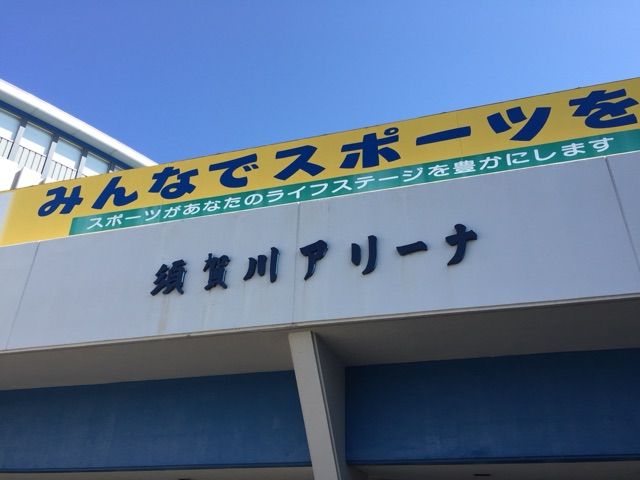 みんなでスポーツを
スポーツがあなたのライフステージを豊かにします
須賀川アリーナ